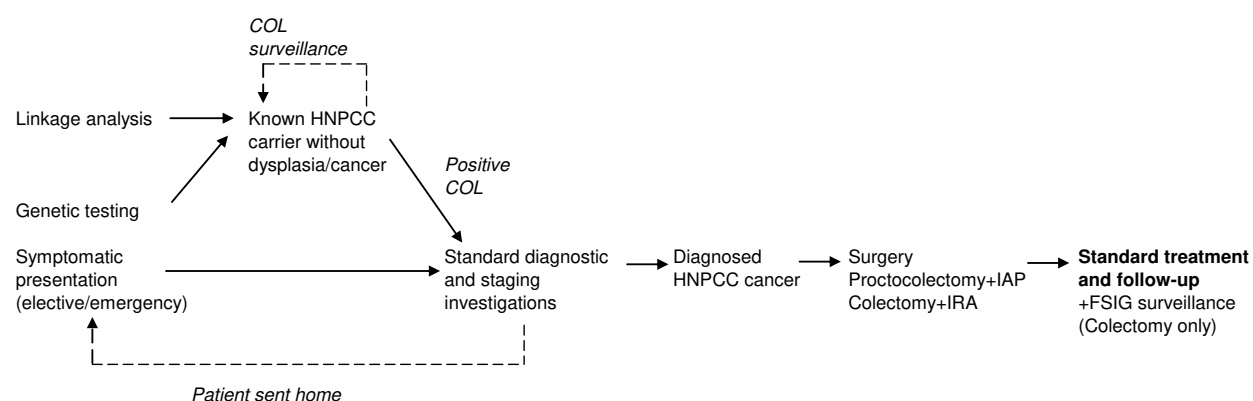 COL
surveillance
Linkage analysis
Known HNPCC
carrier without
dysplasia/cancer
Positive
COL
Genetic testing
Symptomatic
presentation
(elective/emergency)
Standard diagnostic
and staging
investigations
Diagnosed
HNPCC cancer
Surgery
Proctocolectomy+IAP
Colectomy+IRA
Standard treatment
and follow-up
+FSIG surveillance
(Colectomy only)
Patient sent home